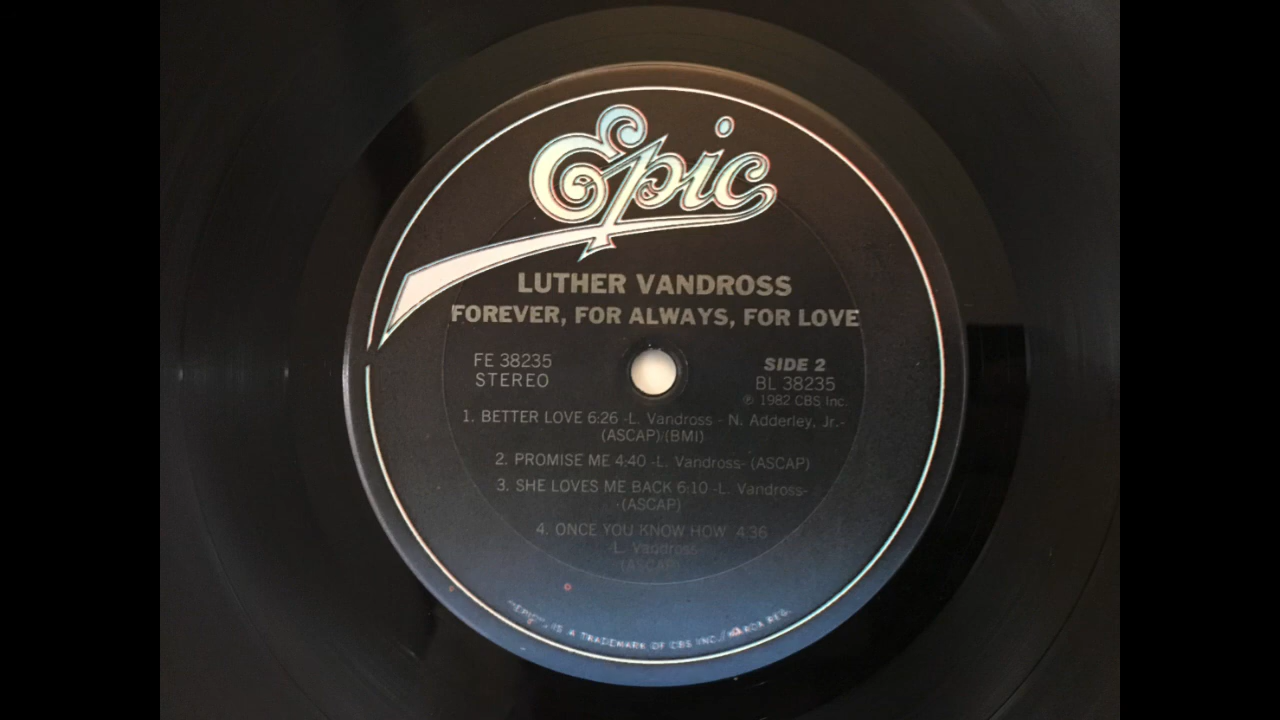 Epic
LUTHER VANDROSS
FOREVER, FOR ALWAYS, FOR LOVE
FE 38235
STEREO
SIDE 2
BL 38235
℗ 1982 CBS Inc.
1. BETTER LOVE 6:26 -L. Vandross - N. Adderley, Jr.-
(ASCAP)/(BMI)
2. PROMISE ME 4:40 -L. Vandross- (ASCAP)
3. SHE LOVES ME BACK 6:10 -L. Vandross-
-(ASCAP)
4. ONCE YOU KNOW HOW 4:36
-L. Vandross-
(ASCAP)
"EPIC", IS A TRADEMARK OF CBS INC./MARCA REG.